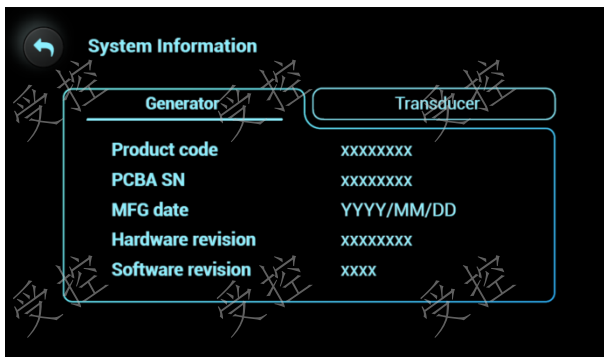 System Information
Generator
Transducer
Product code xxxxxxxx
PCBA SN xxxxxxxx
MFG date YYYY/MM/DD
Hardware revision xxxxxxxx
Software revision xxxx
受控
受控
受控
受控
受控
受控